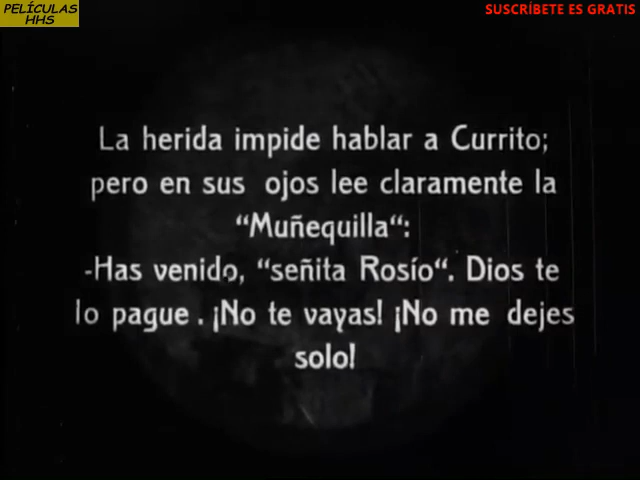 PELÍCULAS
HHS
SUSCRÍBETE ES GRATIS
La herida impide hablar a Currito;
pero en sus ojos lee claramente la
“Muñequilla“:
-Has venido, “señita Rosío“. Dios te
lo pague . ¡No te vayas! ¡No me dejes
solo!